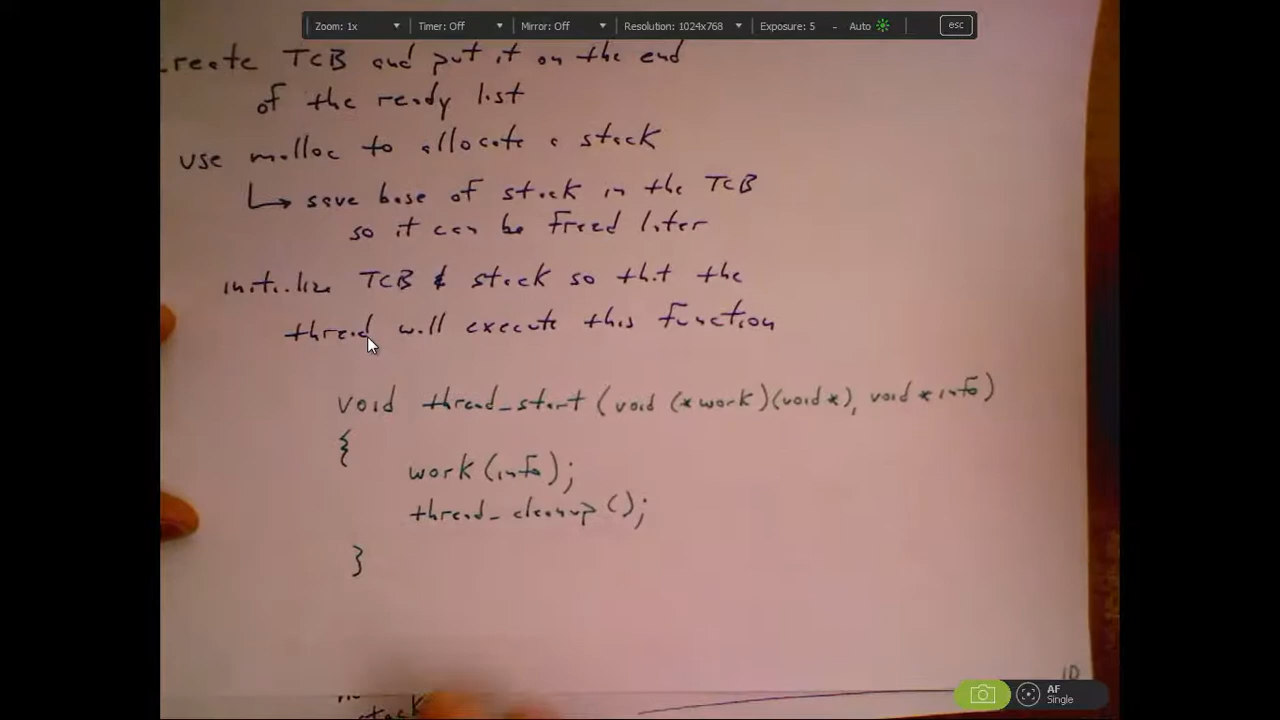 Zoom: 1x Timer: Off Mirror: Off Resolution: 1024x768 Exposure: 5 - Auto esc
create TCB and put it on the end
of the ready list
use malloc to allocate a stack
↳ save base of stack in the TCB
so it can be freed later
initialize TCB & stack so that the
thread will execute this function
void thread_start (void (*work)(void*), void *info)
{
work (info);
thread_cleanup ();
}
10
stack
AF
Single